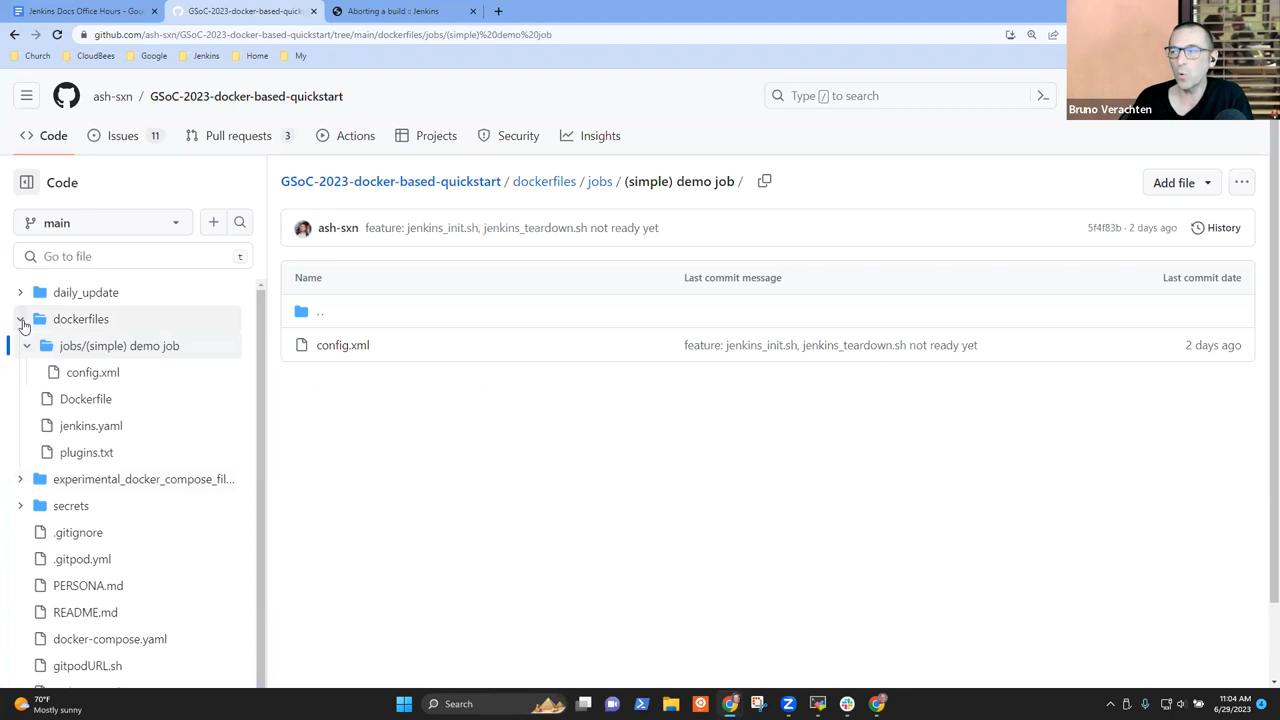 Jenkins Docs Office Hours - Goo
GSoC-2023-docker-based-quickst
Aborting a build :: Jenkins
github.com/ash-sxn/GSoC-2023-docker-based-quickstart/tree/main/dockerfiles/jobs/(simple)%20demo%20job
Church
CloudBees
Google
Jenkins
Home
My
Bruno Verachten
ash-sxn / GSoC-2023-docker-based-quickstart
Type / to search
Code
Issues 11
Pull requests 3
Actions
Projects
Security
Insights
Code
main
Go to file
t
daily_update
dockerfiles
jobs/(simple) demo job
config.xml
Dockerfile
jenkins.yaml
plugins.txt
experimental_docker_compose_fil...
secrets
.gitignore
.gitpod.yml
PERSONA.md
README.md
docker-compose.yaml
gitpodURL.sh
GSoC-2023-docker-based-quickstart / dockerfiles / jobs / (simple) demo job /
Add file
ash-sxn feature: jenkins_init.sh, jenkins_teardown.sh not ready yet
5f4f83b · 2 days ago
History
Name Last commit message Last commit date
..
config.xml feature: jenkins_init.sh, jenkins_teardown.sh not ready yet 2 days ago
70°F
Mostly sunny
Search
11:04 AM
6/29/2023
4